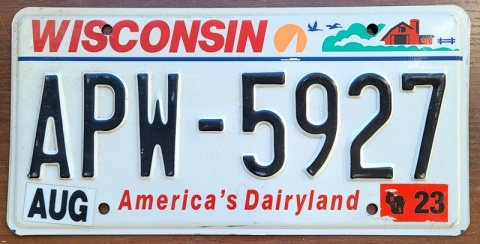 WISCONSIN
APW-5927
AUG America's Dairyland 23